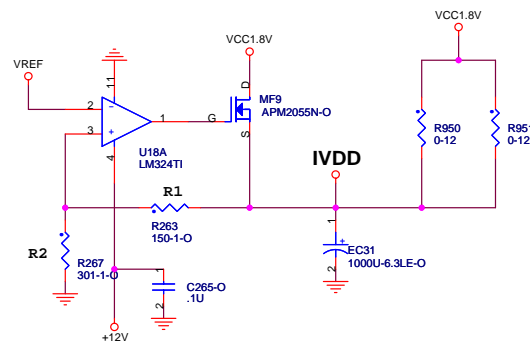 VCC1.8V
VCC1.8V
VREF
11
D
MF9
APM2055N-O
2
1
G
3
S
R950
0-12
R951
0-12
U18A
LM324TI
4
IVDD
R1
R263
150-1-O
1
R2
R267
301-1-O
EC31
1000U-6.3LE-O
2
1
C265-O
.1U
2
+12V